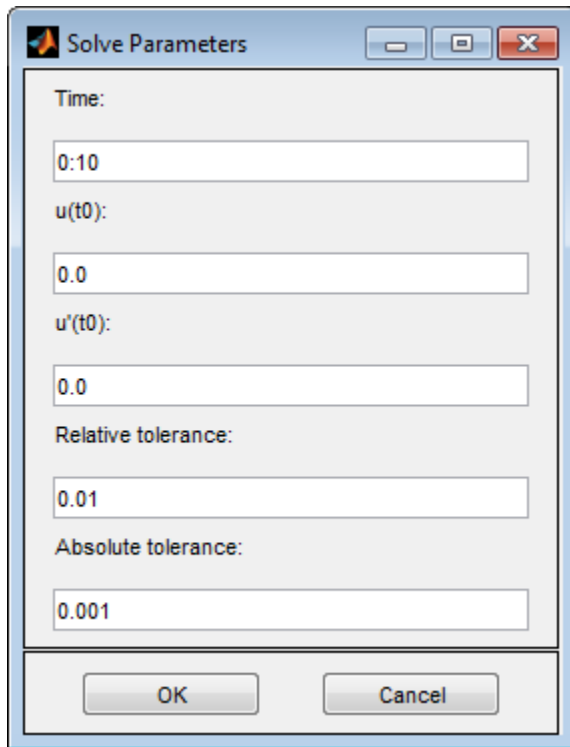 Solve Parameters
Time:
0:10
u(t0):
0.0
u'(t0):
0.0
Relative tolerance:
0.01
Absolute tolerance:
0.001
OK Cancel